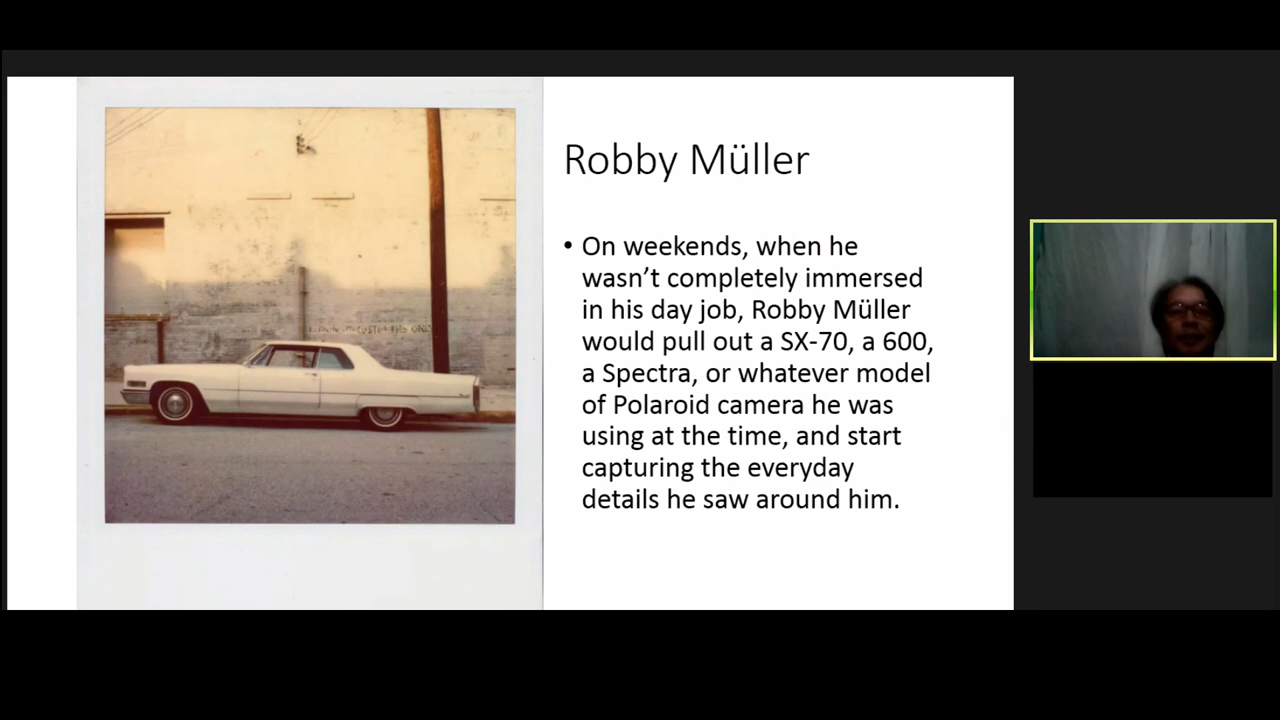 Robby Müller
• On weekends, when he
wasn’t completely immersed
in his day job, Robby Müller
would pull out a SX-70, a 600,
a Spectra, or whatever model
of Polaroid camera he was
using at the time, and start
capturing the everyday
details he saw around him.